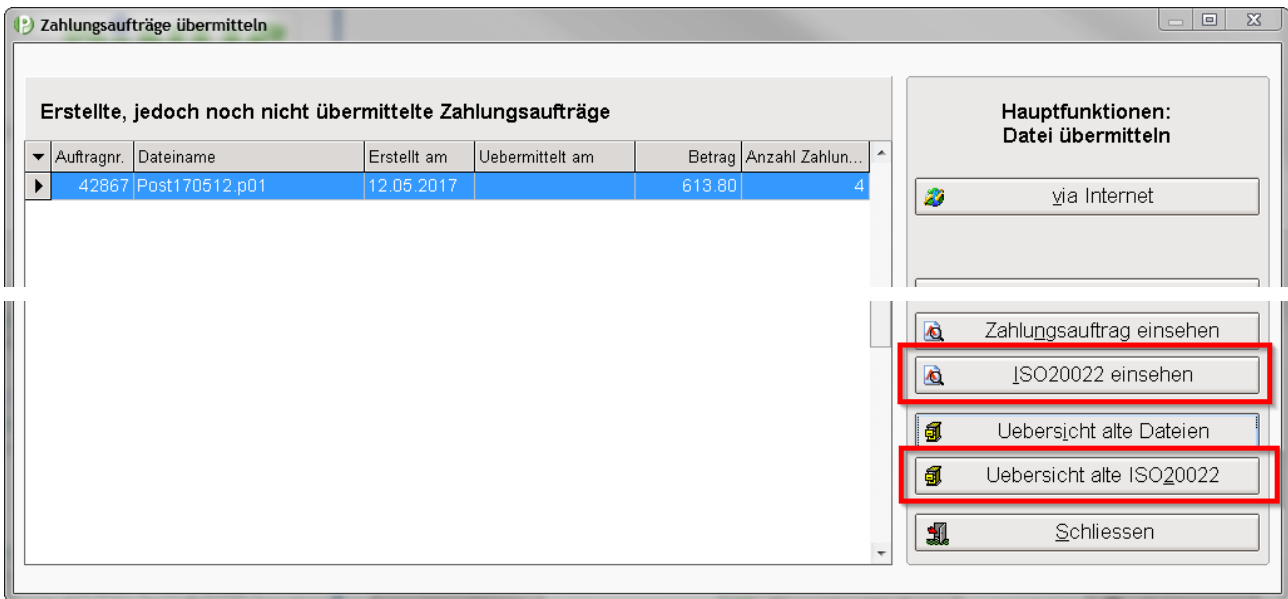 Zahlungsaufträge übermitteln
Erstellte, jedoch noch nicht übermittelte Zahlungsaufträge
Auftragnr. Dateiname Erstellt am Uebermittelt am Betrag Anzahl Zahlun...
42867 Post170512.p01 12.05.2017 613.80 4
Hauptfunktionen:
Datei übermitteln
via Internet
Zahlungsauftrag einsehen
ISO20022 einsehen
Uebersicht alte Dateien
Uebersicht alte ISO20022
Schliessen